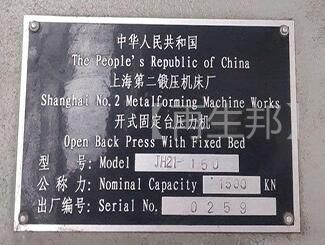 中华人民共和国
The People's Republic of China
上海第二锻压机床厂
Shanghai No.2 Metalforming Machine Works
开式固定台压力机
Open Back Press With Fixed Bed
型 号: Model JH21-160
公 称 力: Nominal Capacity 1500 KN
出厂编号: Serial No. 0259
生邦】